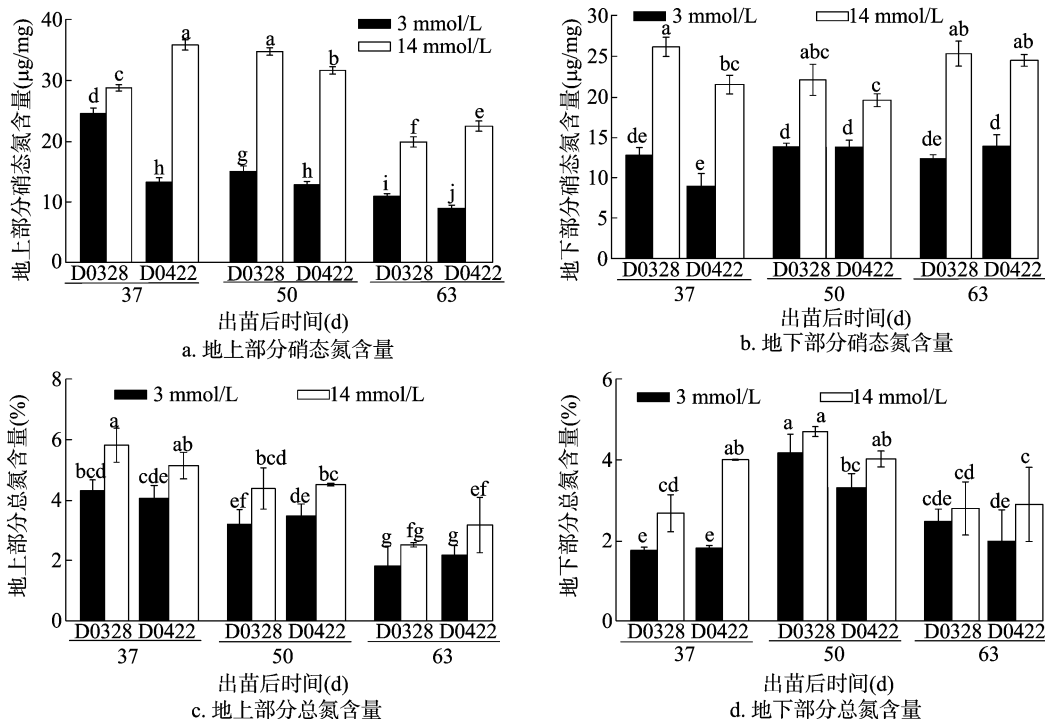 地上部分硝态氮含量(μg/mg)
40
30
20
10
0
3 mmol/L
14 mmol/L
d c h a g a h b i f j e
D0328 D0422 D0328 D0422 D0328 D0422
37 50 63
出苗后时间(d)
a. 地上部分硝态氮含量
地下部分硝态氮含量(μg/mg)
30
25
20
15
10
5
0
3 mmol/L 14 mmol/L
de a e bc d abc d c de ab d ab
D0328 D0422 D0328 D0422 D0328 D0422
37 50 63
出苗后时间(d)
b. 地下部分硝态氮含量
地上部分总氮含量(%)
8
6
4
2
0
3 mmol/L 14 mmol/L
bcd a cde ab ef bcd de bc g fg g ef
D0328 D0422 D0328 D0422 D0328 D0422
37 50 63
出苗后时间(d)
c. 地上部分总氮含量
地下部分总氮含量(%)
6
4
2
0
3 mmol/L 14 mmol/L
e cd e ab a a bc ab cde cd de c
D0328 D0422 D0328 D0422 D0328 D0422
37 50 63
出苗后时间(d)
d. 地下部分总氮含量